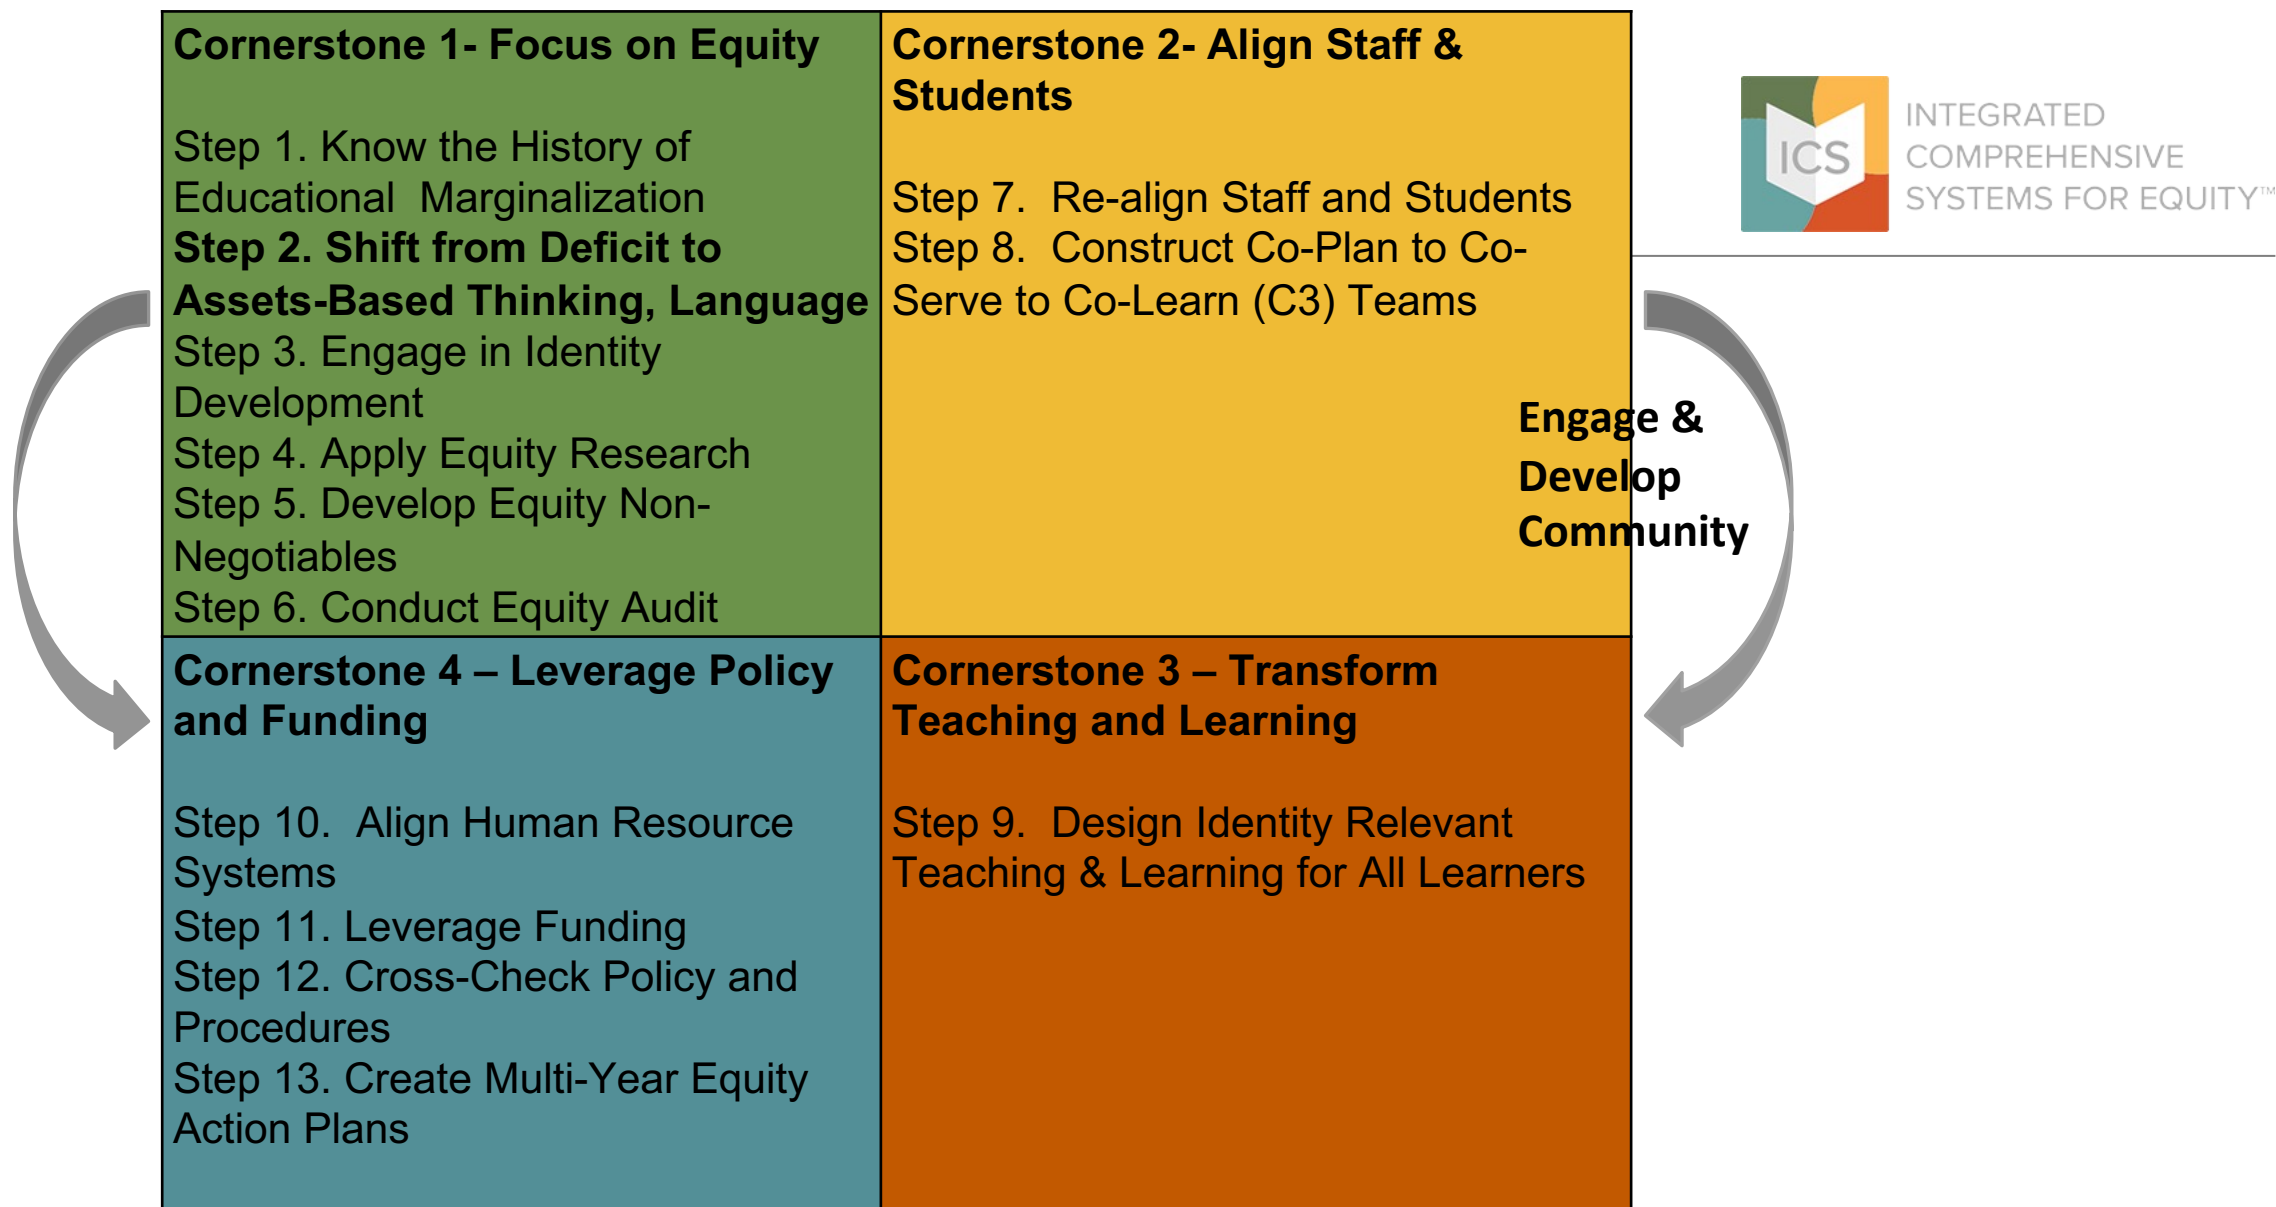 Cornerstone 1- Focus on Equity
Step 1. Know the History of
Educational  Marginalization
Step 2. Shift from Deficit to
Assets-Based Thinking, Language
Step 3. Engage in Identity
Development
Step 4. Apply Equity Research
Step 5. Develop Equity Non-
Negotiables
Step 6. Conduct Equity Audit
Cornerstone 2- Align Staff &
Students
Step 7.  Re-align Staff and Students
Step 8.  Construct Co-Plan to Co-
Serve to Co-Learn (C3) Teams
ICS
INTEGRATED
COMPREHENSIVE
SYSTEMS FOR EQUITY™
Engage &
Develop
Community
Cornerstone 4 – Leverage Policy
and Funding
Step 10.  Align Human Resource
Systems
Step 11. Leverage Funding
Step 12. Cross-Check Policy and
Procedures
Step 13. Create Multi-Year Equity
Action Plans
Cornerstone 3 – Transform
Teaching and Learning
Step 9.  Design Identity Relevant
Teaching & Learning for All Learners